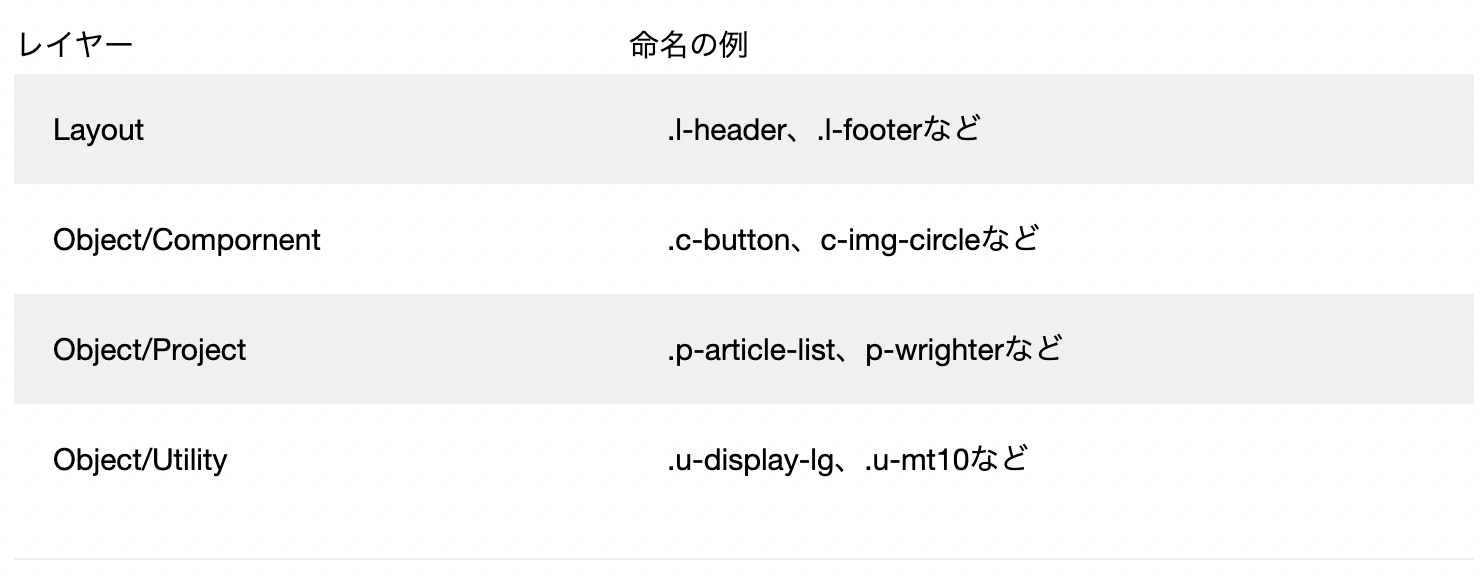 レイヤー 命名の例
Layout .l-header、.l-footerなど
Object/Compornent .c-button、c-img-circleなど
Object/Project .p-article-list、p-wrighterなど
Object/Utility .u-display-lg、.u-mt10など